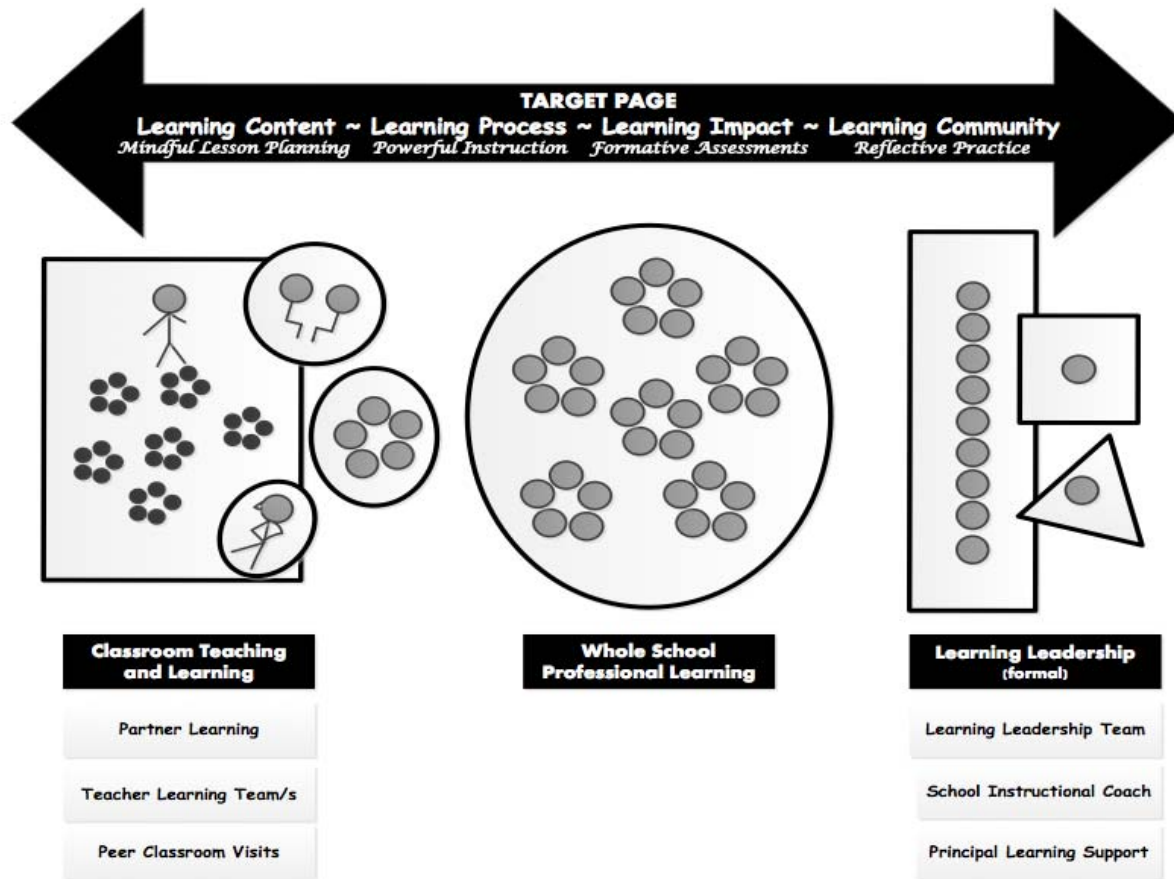 TARGET PAGE
Learning Content ~ Learning Process ~ Learning Impact ~ Learning Community
Mindful Lesson Planning Powerful Instruction Formative Assessments Reflective Practice
Classroom Teaching
and Learning
Partner Learning
Teacher Learning Team/s
Peer Classroom Visits
Whole School
Professional Learning
Learning Leadership
(formal)
Learning Leadership Team
School Instructional Coach
Principal Learning Support